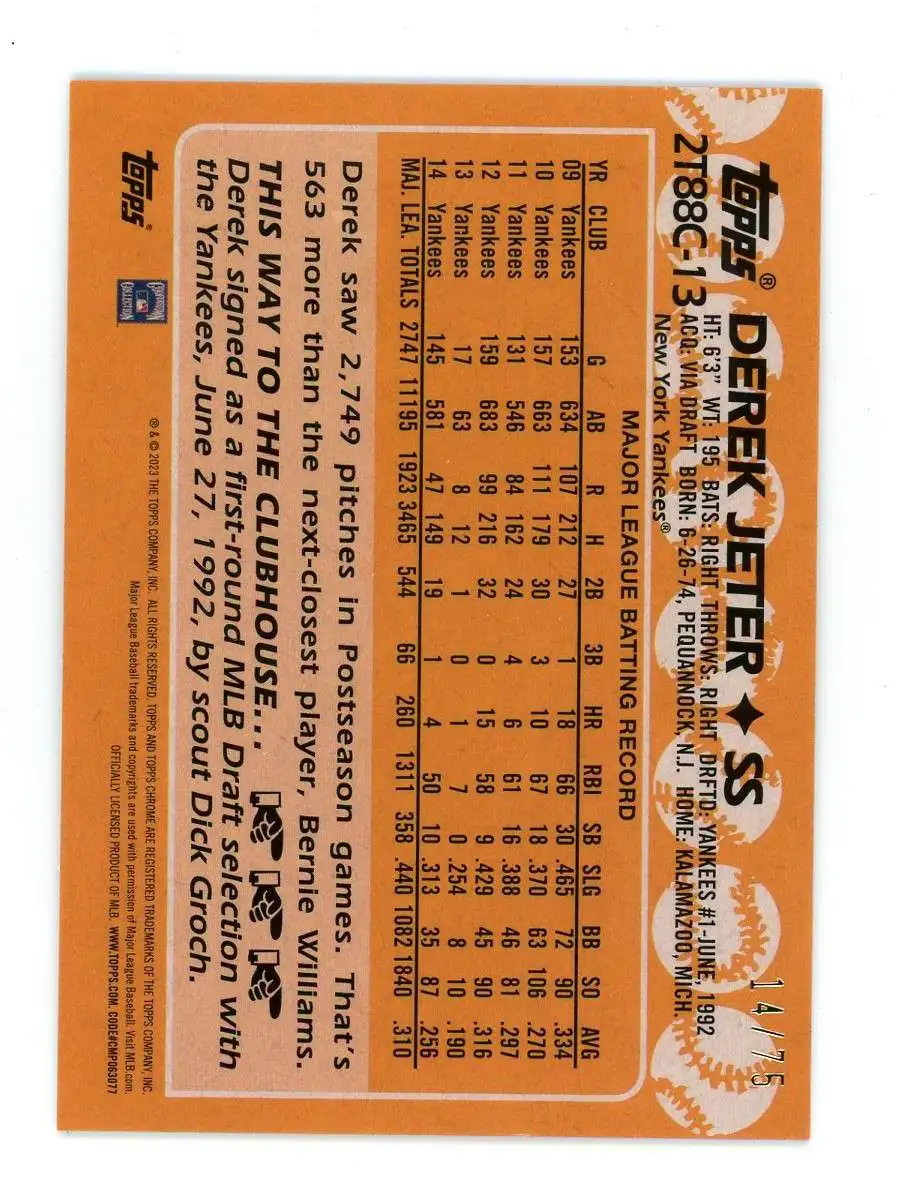 14/75
topps® DEREK JETER ✦ SS
2T88C-13
HT: 6'3" WT: 195 BATS: RIGHT THROWS: RIGHT DRFTD: YANKEES #1-JUNE, 1992
ACQ: VIA DRAFT BORN: 6-26-74, PEQUANNOCK, N.J. HOME: KALAMAZOO, MICH.
New York Yankees®
MAJOR LEAGUE BATTING RECORD
YR CLUB G AB R H 2B 3B HR RBI SB SLG BB SO AVG
09 Yankees 153 634 107 212 27 1 18 66 30 .465 72 90 .334
10 Yankees 157 663 111 179 30 3 10 67 18 .370 63 106 .270
11 Yankees 131 546 84 162 24 4 6 61 16 .388 46 81 .297
12 Yankees 159 683 99 216 32 0 15 58 9 .429 45 90 .316
13 Yankees 17 63 8 12 1 0 1 7 0 .254 8 10 .190
14 Yankees 145 581 47 149 19 1 4 50 10 .313 35 87 .256
MAJ. LEA. TOTALS 2747 11195 1923 3465 544 66 260 1311 358 .440 1082 1840 .310
Derek saw 2,749 pitches in Postseason games. That's
563 more than the next-closest player, Bernie Williams.
THIS WAY TO THE CLUBHOUSE...
Derek signed as a first-round MLB Draft selection with
the Yankees, June 27, 1992, by scout Dick Groch.
topps®
COOPERSTOWN
COLLECTION
® & © 2023 THE TOPPS COMPANY, INC. ALL RIGHTS RESERVED. TOPPS AND TOPPS CHROME ARE REGISTERED TRADEMARKS OF THE TOPPS COMPANY, INC.
Major League Baseball trademarks and copyrights are used with permission of Major League Baseball. Visit MLB.com.
OFFICIALLY LICENSED PRODUCT OF MLB. WWW.TOPPS.COM. CODE#CMP063077